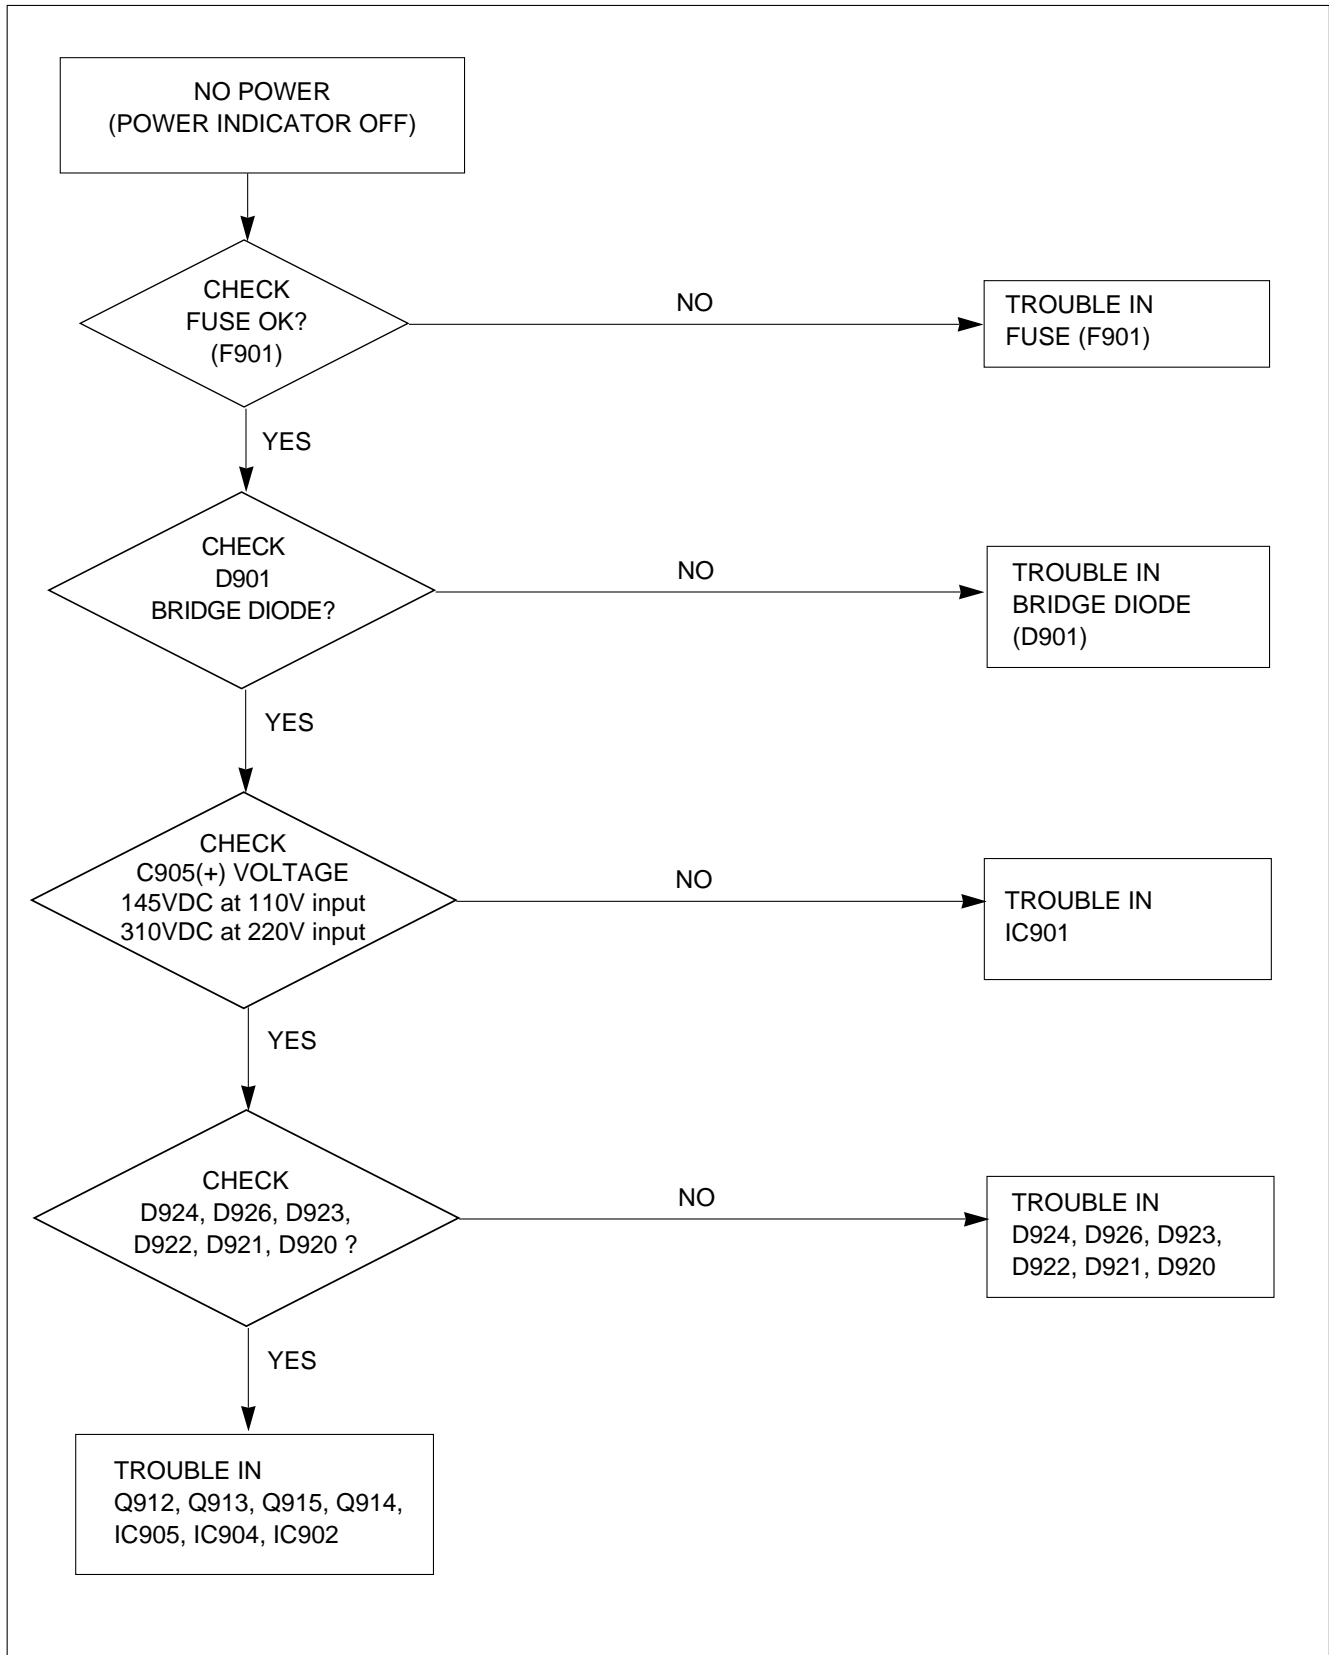 NO POWER
(POWER INDICATOR OFF)
CHECK
FUSE OK?
(F901)
NO
TROUBLE IN
FUSE (F901)
YES
CHECK
D901
BRIDGE DIODE?
NO
TROUBLE IN
BRIDGE DIODE
(D901)
YES
CHECK
C905(+) VOLTAGE
145VDC at 110V input
310VDC at 220V input
NO
TROUBLE IN
IC901
YES
CHECK
D924, D926, D923,
D922, D921, D920 ?
NO
TROUBLE IN
D924, D926, D923,
D922, D921, D920
YES
TROUBLE IN
Q912, Q913, Q915, Q914,
IC905, IC904, IC902